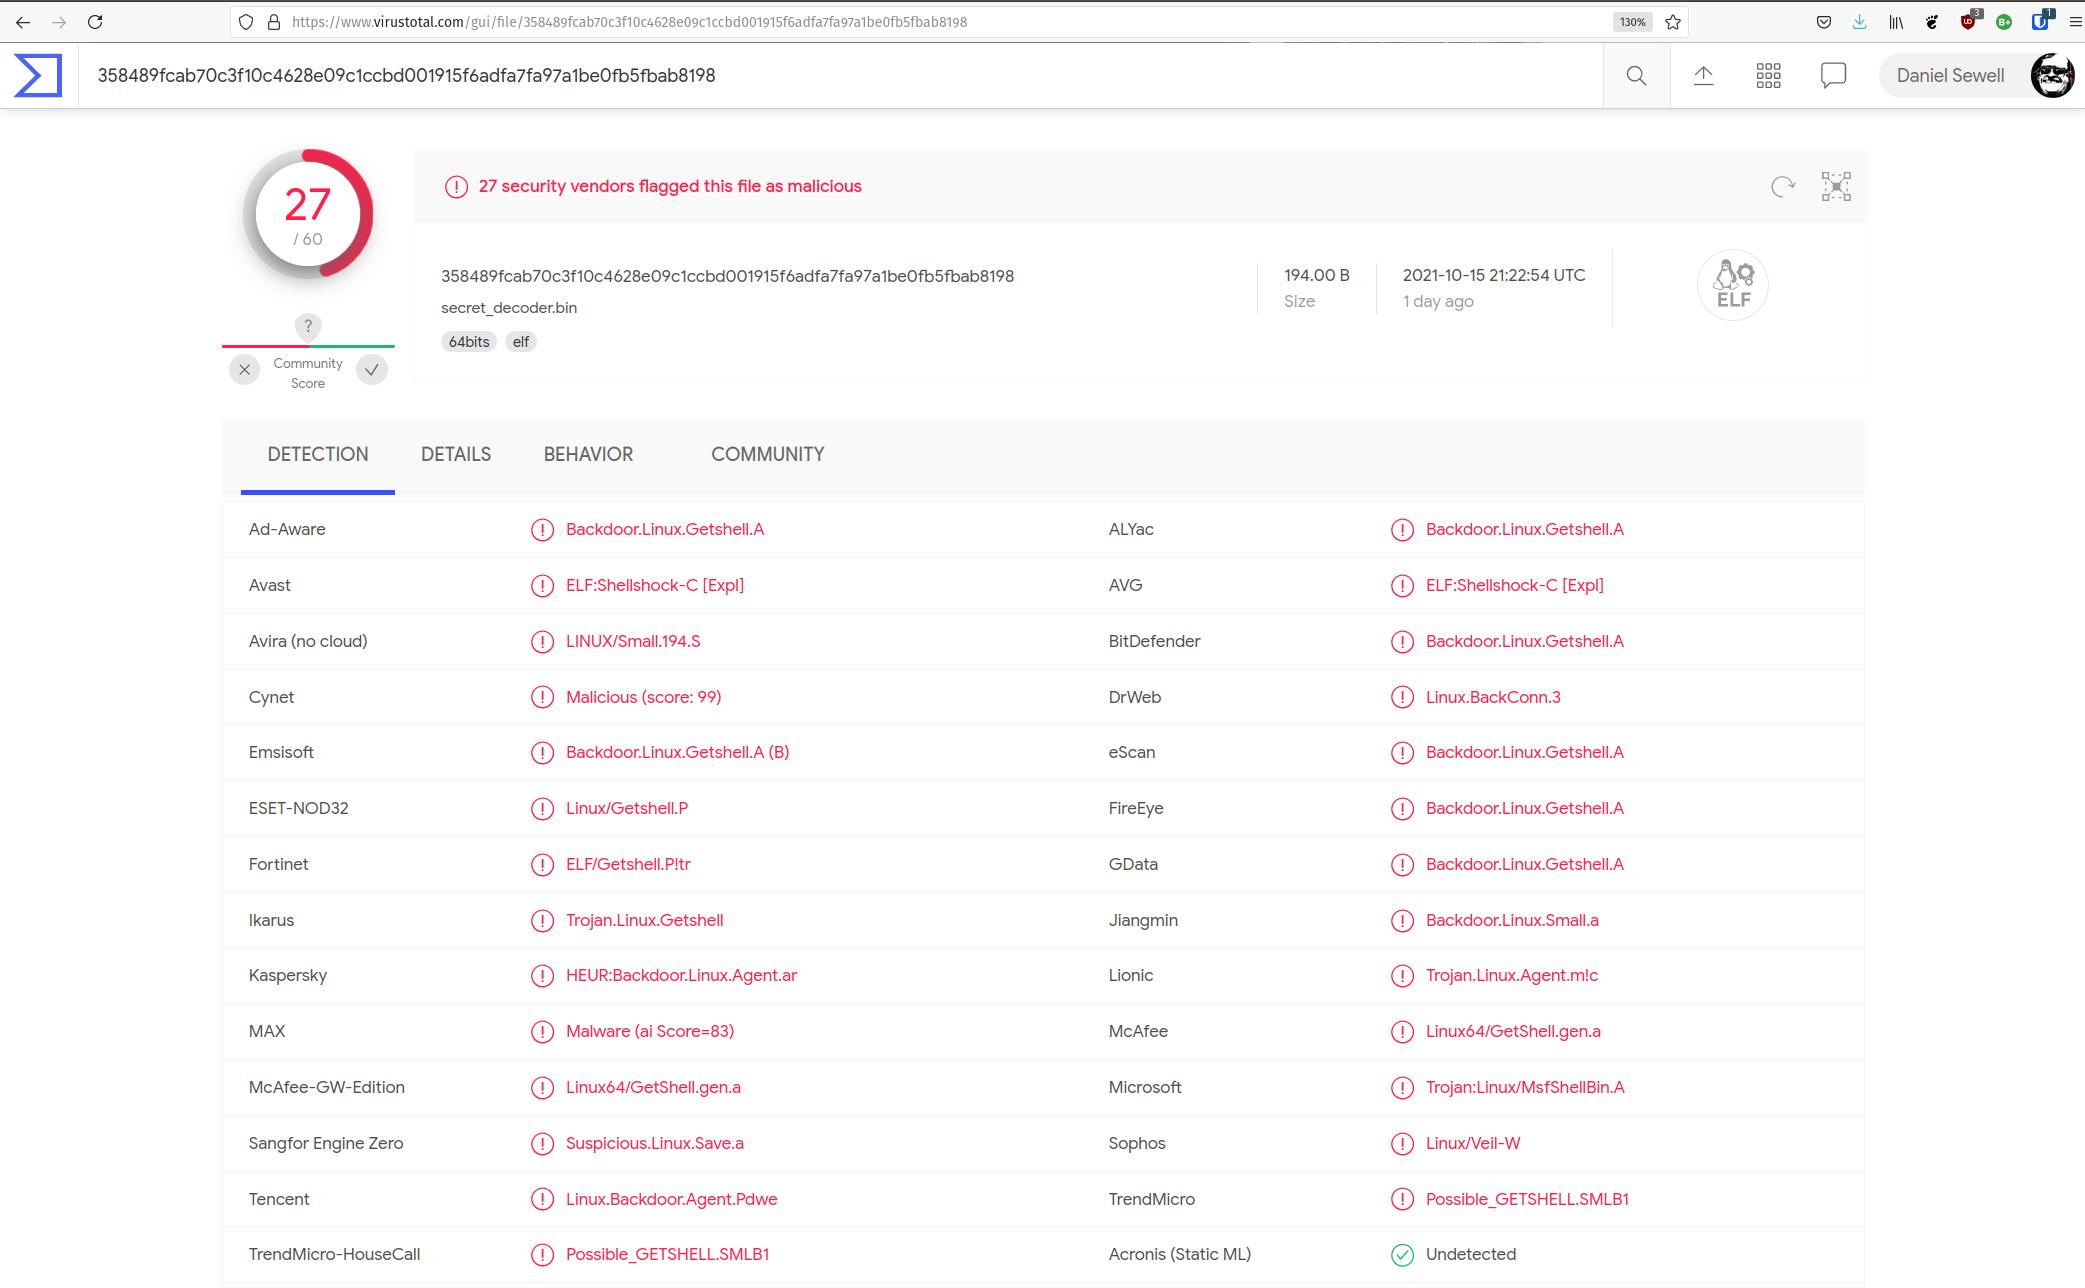 https://www.virustotal.com/gui/file/358489fcab70c3f10c4628e09c1ccbd001915f6adfa7fa97a1be0fb5fbab8198
130%
3
1
358489fcab70c3f10c4628e09c1ccbd001915f6adfa7fa97a1be0fb5fbab8198
Daniel Sewell
27
/ 60
27 security vendors flagged this file as malicious
358489fcab70c3f10c4628e09c1ccbd001915f6adfa7fa97a1be0fb5fbab8198
secret_decoder.bin
64bits elf
194.00 B
Size
2021-10-15 21:22:54 UTC
1 day ago
ELF
?
Community
Score
DETECTION DETAILS BEHAVIOR COMMUNITY
Ad-Aware Backdoor.Linux.Getshell.A ALYac Backdoor.Linux.Getshell.A
Avast ELF:Shellshock-C [Expl] AVG ELF:Shellshock-C [Expl]
Avira (no cloud) LINUX/Small.194.S BitDefender Backdoor.Linux.Getshell.A
Cynet Malicious (score: 99) DrWeb Linux.BackConn.3
Emsisoft Backdoor.Linux.Getshell.A (B) eScan Backdoor.Linux.Getshell.A
ESET-NOD32 Linux/Getshell.P FireEye Backdoor.Linux.Getshell.A
Fortinet ELF/Getshell.P!tr GData Backdoor.Linux.Getshell.A
Ikarus Trojan.Linux.Getshell Jiangmin Backdoor.Linux.Small.a
Kaspersky HEUR:Backdoor.Linux.Agent.ar Lionic Trojan.Linux.Agent.m!c
MAX Malware (ai Score=83) McAfee Linux64/GetShell.gen.a
McAfee-GW-Edition Linux64/GetShell.gen.a Microsoft Trojan:Linux/MsfShellBin.A
Sangfor Engine Zero Suspicious.Linux.Save.a Sophos Linux/Veil-W
Tencent Linux.Backdoor.Agent.Pdwe TrendMicro Possible_GETSHELL.SMLB1
TrendMicro-HouseCall Possible_GETSHELL.SMLB1 Acronis (Static ML) Undetected